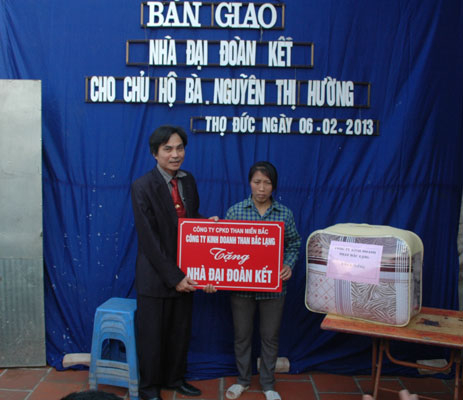 BÀN GIAO
NHÀ ĐẠI ĐOÀN KẾT
CHO CHỦ HỘ BÀ. NGUYỄN THỊ HƯỜNG
THỌ ĐỨC NGÀY 06-02-2013
CÔNG TY CPKD THAN MIỀN BẮC
CÔNG TY KINH DOANH THAN BẮC LẠNG
Tặng
NHÀ ĐẠI ĐOÀN KẾT